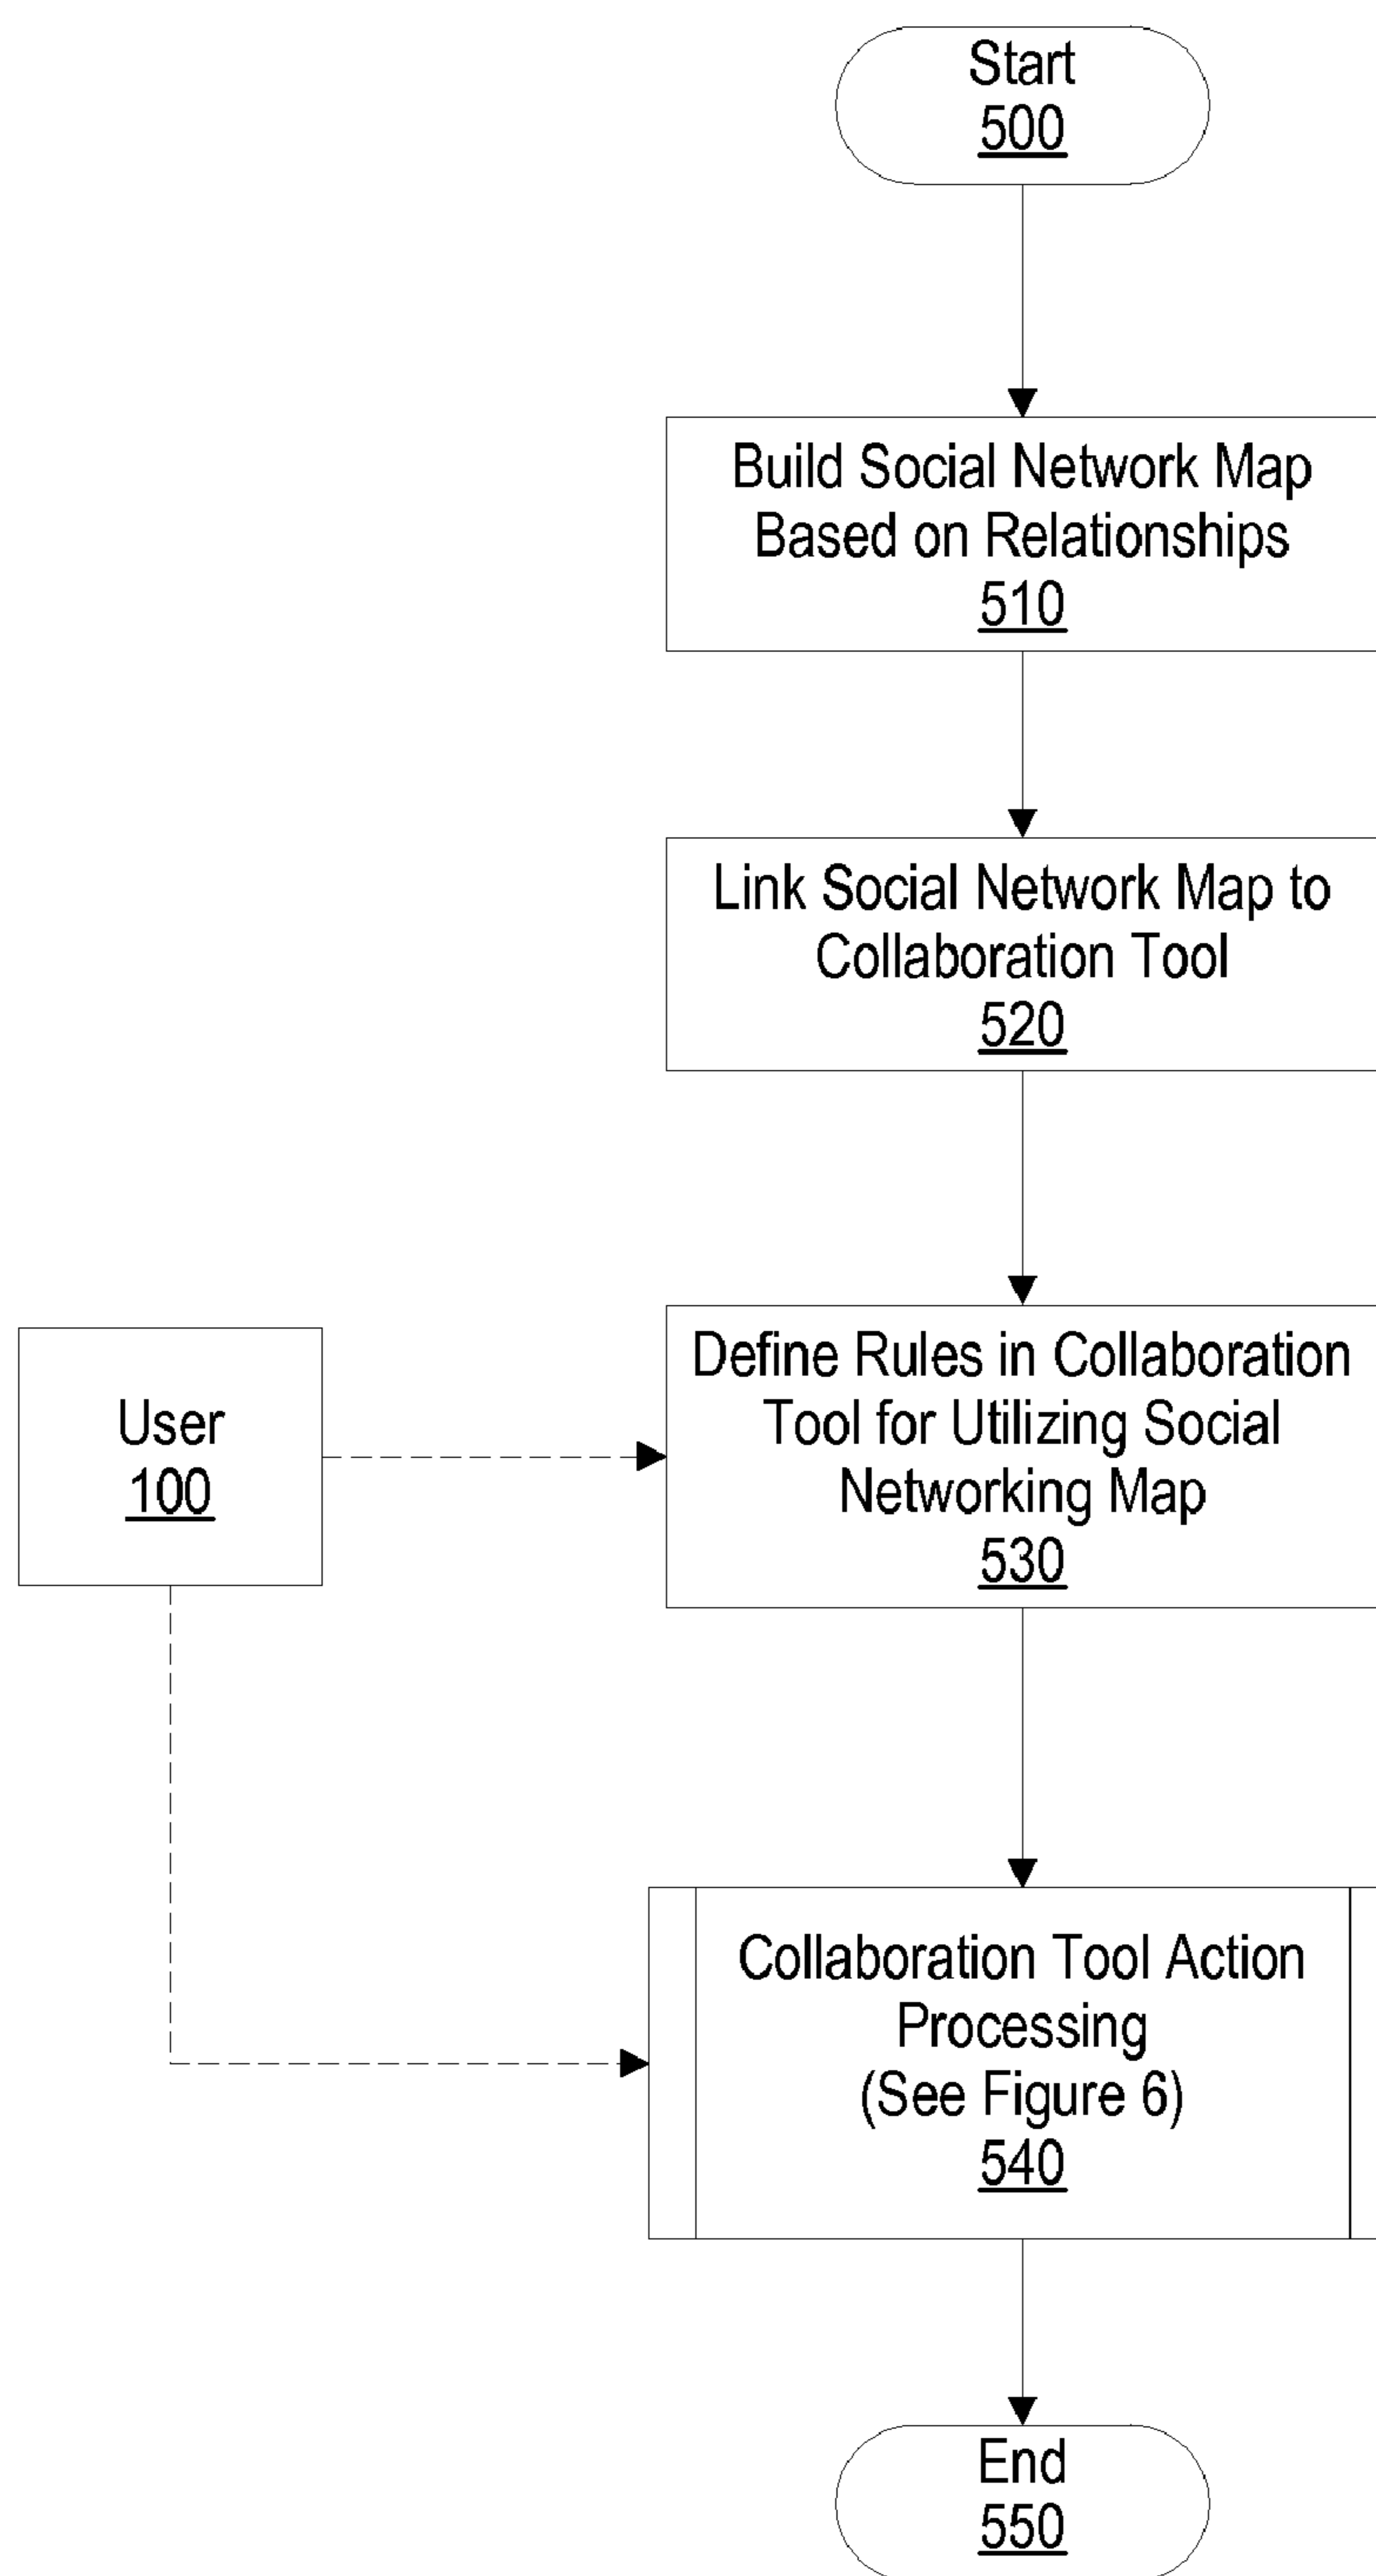 Start
500
Build Social Network Map
Based on Relationships
510
Link Social Network Map to
Collaboration Tool
520
User
100
Define Rules in Collaboration
Tool for Utilizing Social
Networking Map
530
Collaboration Tool Action
Processing
(See Figure 6)
540
End
550